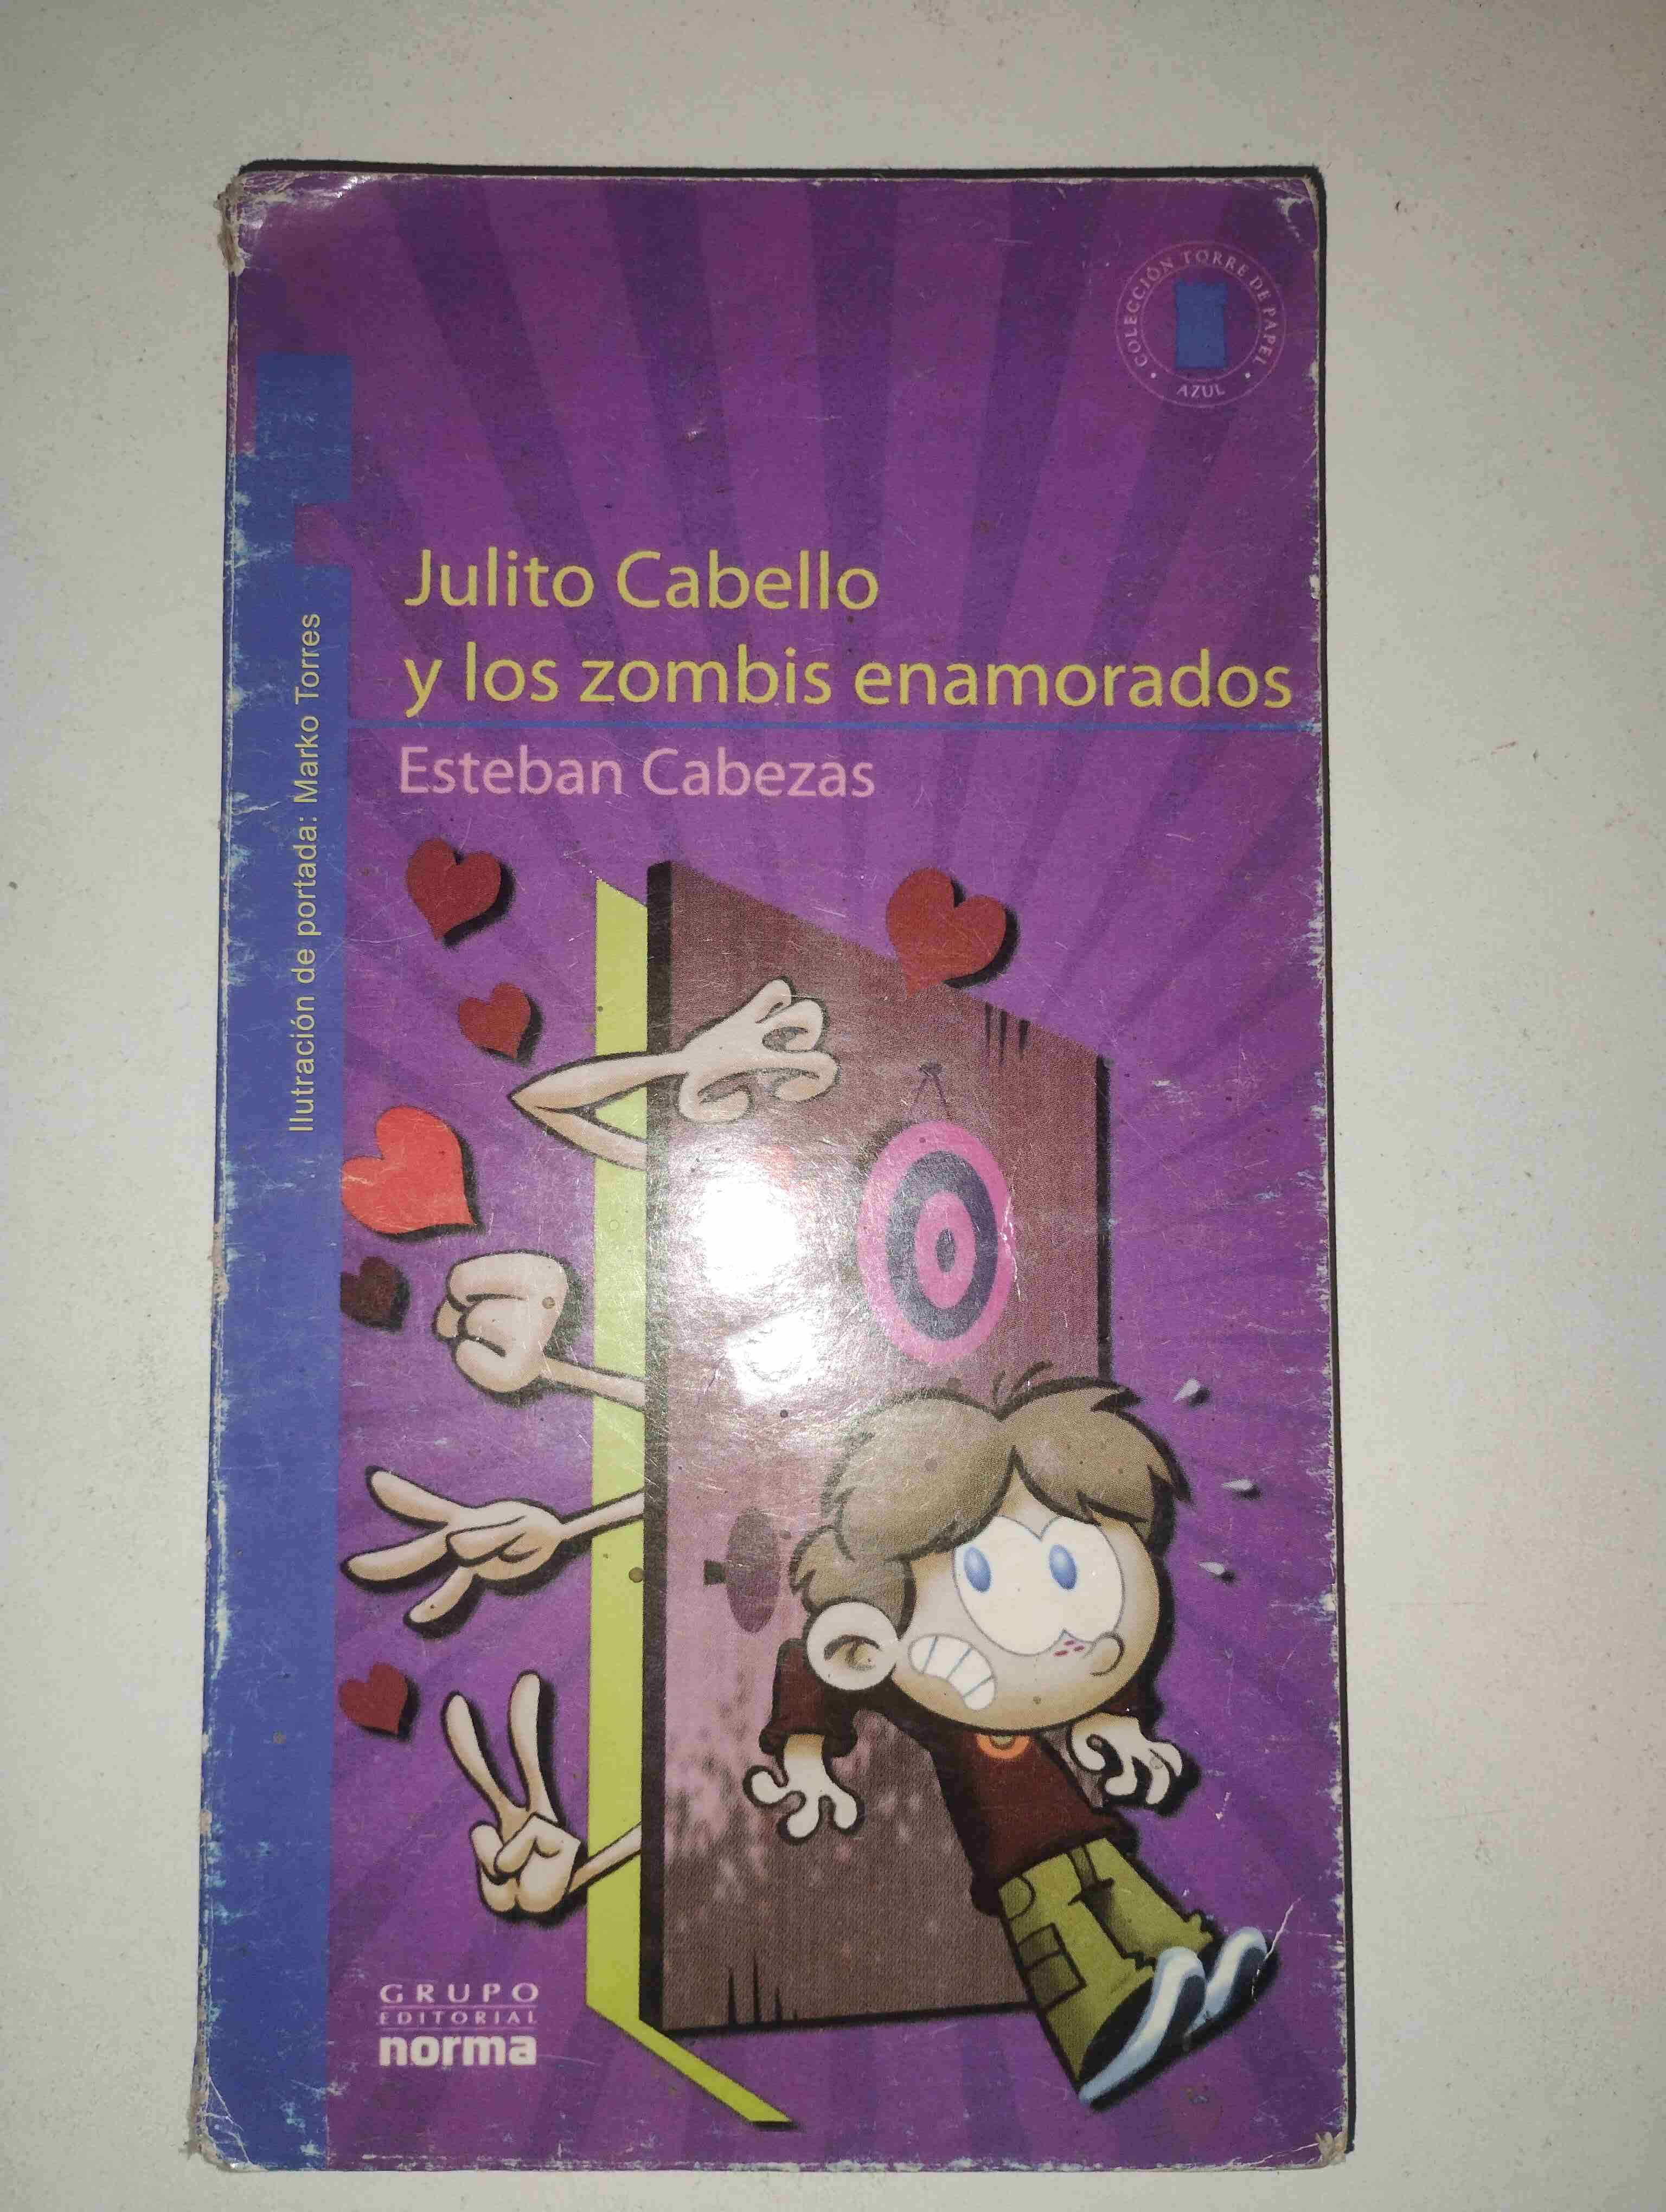 COLECCIÓN TORRE DE PAPEL
AZUL
Julito Cabello
y los zombis enamorados
Esteban Cabezas
Ilutración de portada: Marko Torres
GRUPO
EDITORIAL
norma